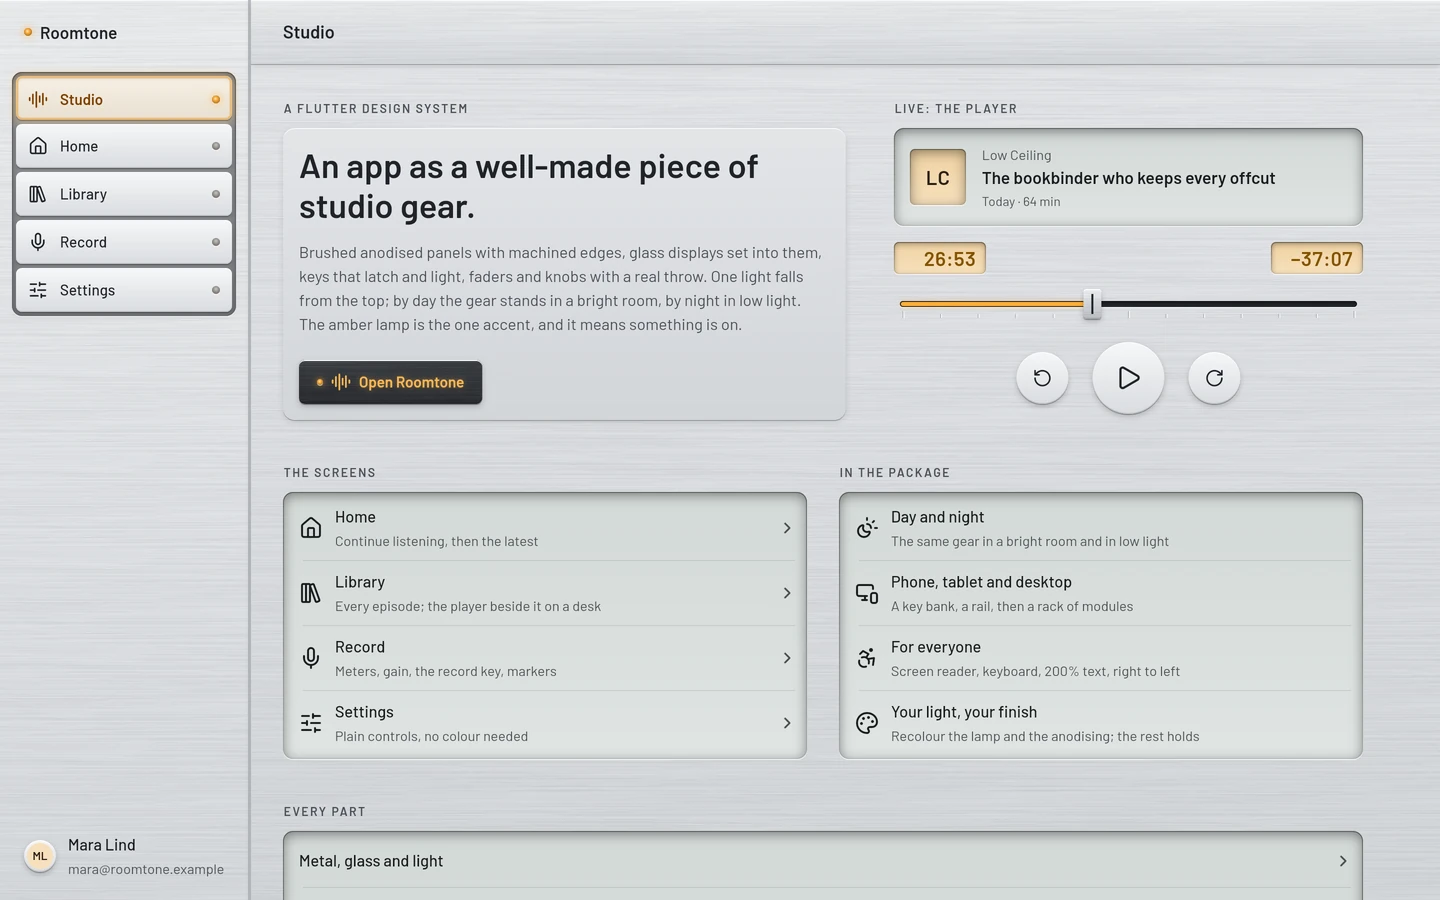 Roomtone
Studio
Home
Library
Record
Settings
ML
Mara Lind
mara@roomtone.example
Studio
A FLUTTER DESIGN SYSTEM
An app as a well-made piece of
studio gear.
Brushed anodised panels with machined edges, glass displays set into them,
keys that latch and light, faders and knobs with a real throw. One light falls
from the top; by day the gear stands in a bright room, by night in low light.
The amber lamp is the one accent, and it means something is on.
Open Roomtone
LIVE: THE PLAYER
LC
Low Ceiling
The bookbinder who keeps every offcut
Today · 64 min
26:53
−37:07
THE SCREENS
Home
Continue listening, then the latest
Library
Every episode; the player beside it on a desk
Record
Meters, gain, the record key, markers
Settings
Plain controls, no colour needed
IN THE PACKAGE
Day and night
The same gear in a bright room and in low light
Phone, tablet and desktop
A key bank, a rail, then a rack of modules
For everyone
Screen reader, keyboard, 200% text, right to left
Your light, your finish
Recolour the lamp and the anodising; the rest holds
EVERY PART
Metal, glass and light